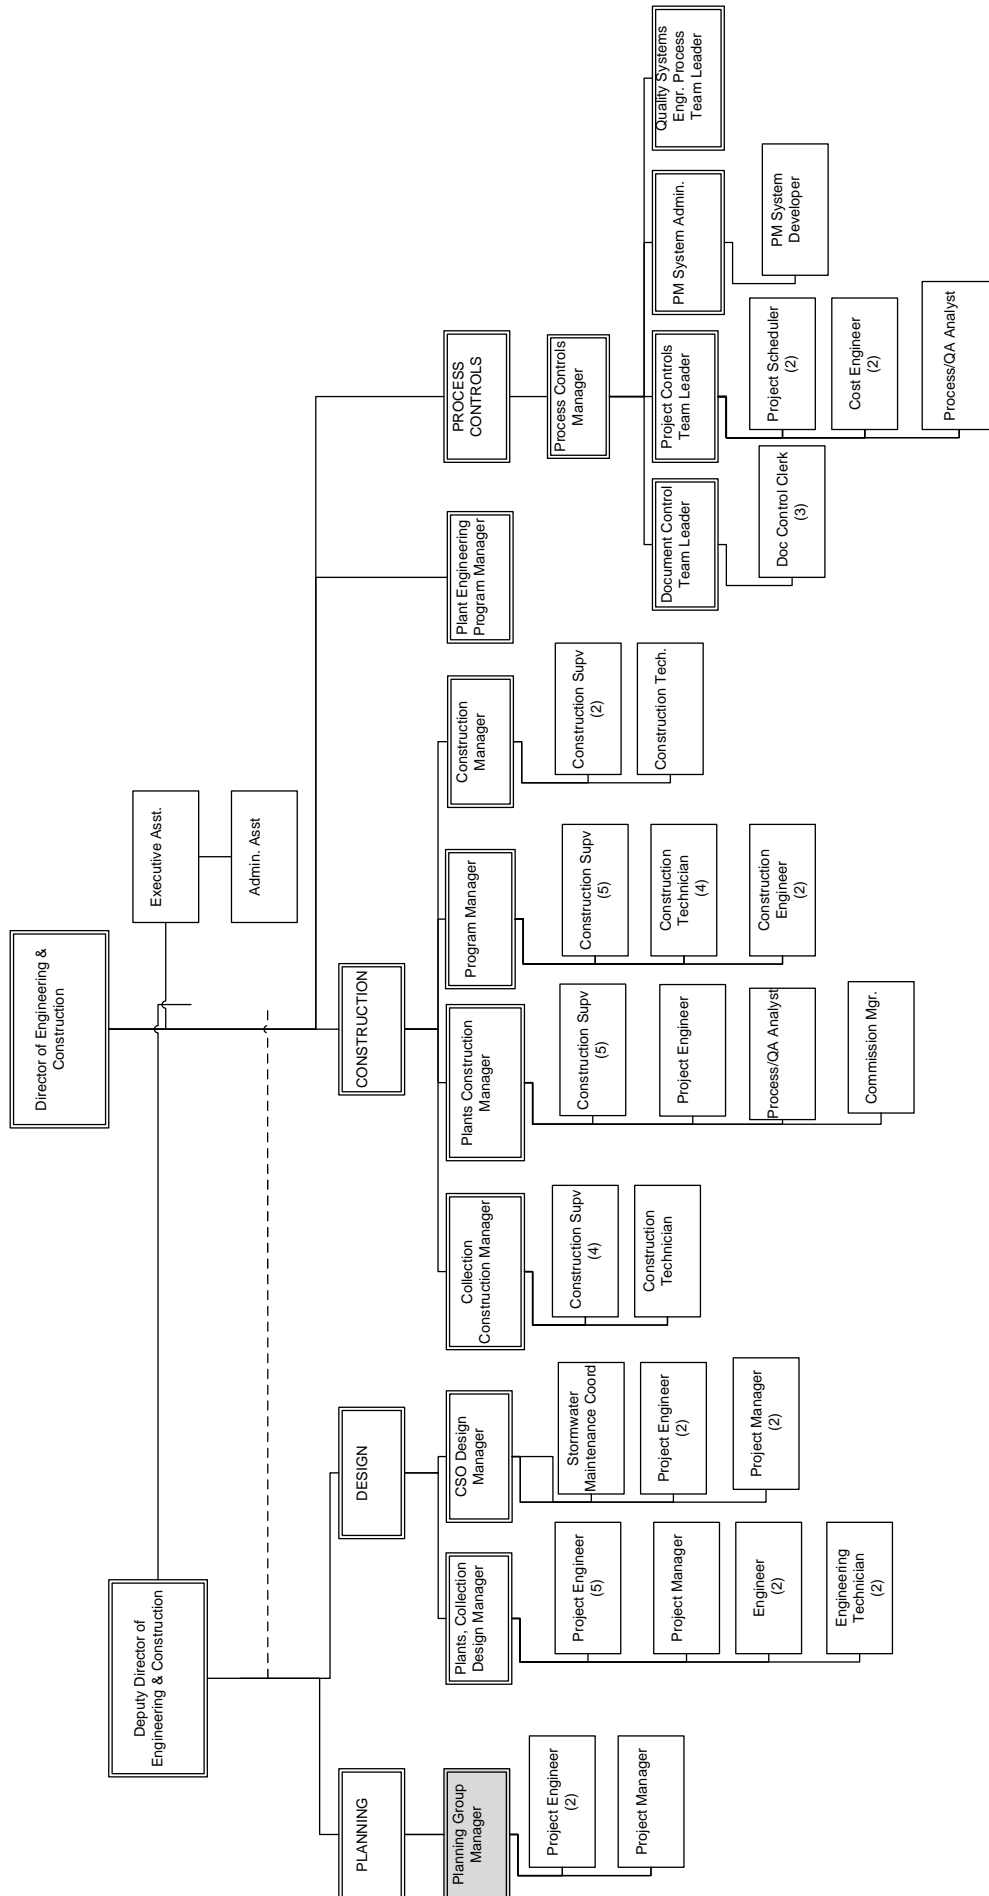 Director of Engineering &
Construction
Deputy Director of
Engineering & Construction
Executive Asst.
Admin. Asst
PLANNING
DESIGN
CONSTRUCTION
Planning Group
Manager
Project Engineer
(2)
Project Manager
Plants, Collection
Design Manager
Project Engineer
(5)
Project Manager
Engineer
(2)
Engineering
Technician
(2)
CSO Design
Manager
Stormwater
Maintenance Coord
Project Engineer
(2)
Project Manager
(2)
Collection
Construction Manager
Construction Supv
(4)
Construction
Technician
Plants Construction
Manager
Construction Supv
(5)
Project Engineer
Process/QA Analyst
Commission Mgr.
Program Manager
Construction Supv
(5)
Construction
Technician
(4)
Construction
Engineer
(2)
Construction
Manager
Construction Supv
(2)
Construction Tech.
Plant Engineering
Program Manager
PROCESS
CONTROLS
Process Controls
Manager
Document Control
Team Leader
Doc Control Clerk
(3)
Project Controls
Team Leader
Project Scheduler
(2)
Cost Engineer
(2)
Process/QA Analyst
PM System Admin.
PM System
Developer
Quality Systems
Engr. Process
Team Leader